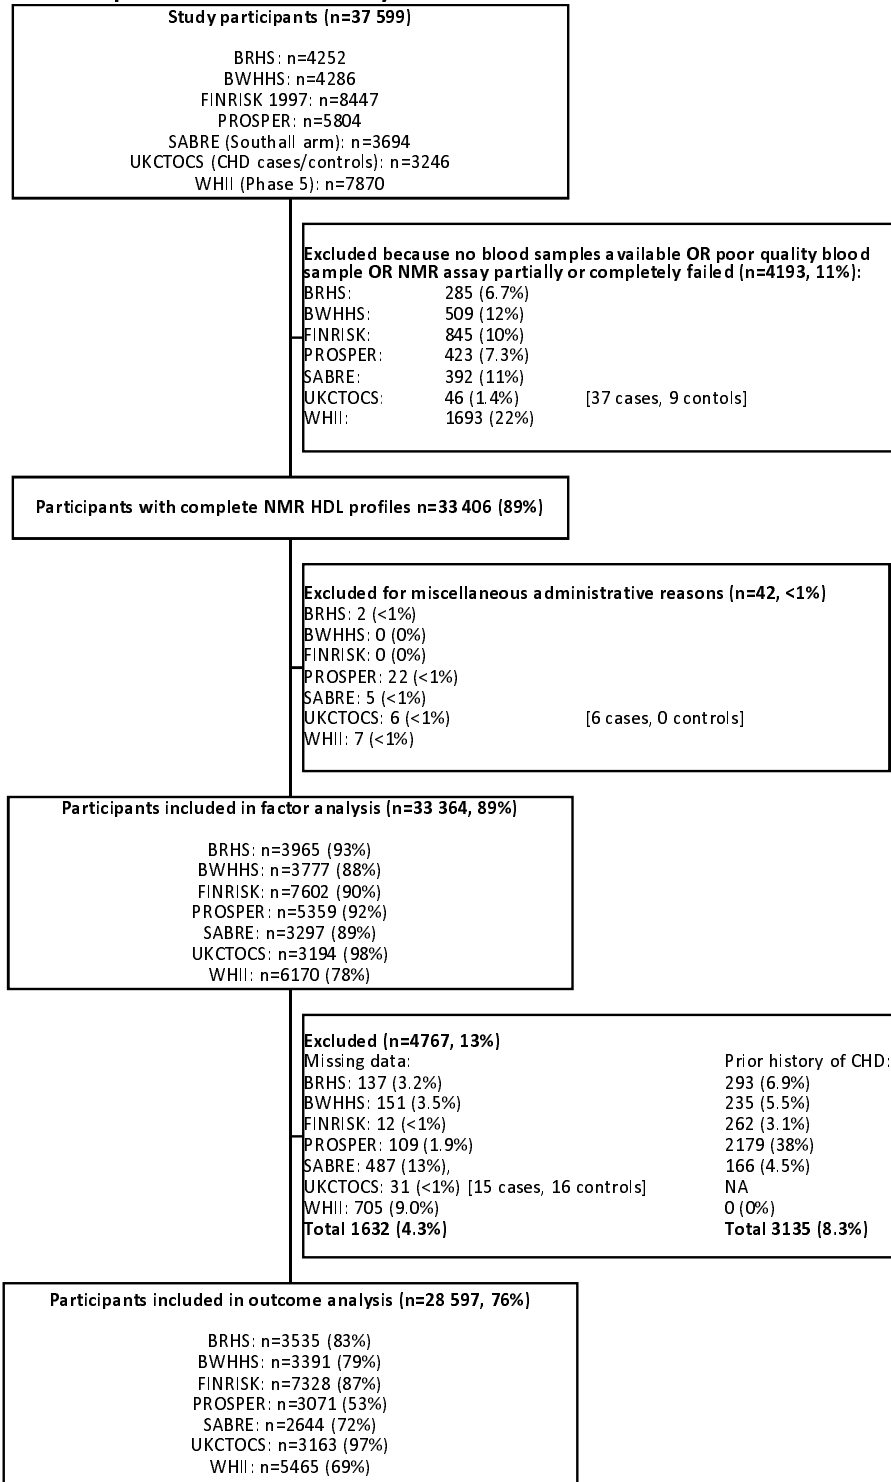 Study participants (n=37 599)
BRHS: n=4252
BWHHS: n=4286
FINRISK 1997: n=8447
PROSPER: n=5804
SABRE (Southall arm): n=3694
UKCTOCS (CHD cases/controls): n=3246
WHII (Phase 5): n=7870
Excluded because no blood samples available OR poor quality blood
sample OR NMR assay partially or completely failed (n=4193, 11%):
BRHS: 285 (6.7%)
BWHHS: 509 (12%)
FINRISK: 845 (10%)
PROSPER: 423 (7.3%)
SABRE: 392 (11%)
UKCTOCS: 46 (1.4%) [37 cases, 9 contols]
WHII: 1693 (22%)
Participants with complete NMR HDL profiles n=33 406 (89%)
Excluded for miscellaneous administrative reasons (n=42, <1%)
BRHS: 2 (<1%)
BWHHS: 0 (0%)
FINRISK: 0 (0%)
PROSPER: 22 (<1%)
SABRE: 5 (<1%)
UKCTOCS: 6 (<1%) [6 cases, 0 controls]
WHII: 7 (<1%)
Participants included in factor analysis (n=33 364, 89%)
BRHS: n=3965 (93%)
BWHHS: n=3777 (88%)
FINRISK: n=7602 (90%)
PROSPER: n=5359 (92%)
SABRE: n=3297 (89%)
UKCTOCS: n=3194 (98%)
WHII: n=6170 (78%)
Excluded (n=4767, 13%)
Missing data: Prior history of CHD:
BRHS: 137 (3.2%) 293 (6.9%)
BWHHS: 151 (3.5%) 235 (5.5%)
FINRISK: 12 (<1%) 262 (3.1%)
PROSPER: 109 (1.9%) 2179 (38%)
SABRE: 487 (13%), 166 (4.5%)
UKCTOCS: 31 (<1%) [15 cases, 16 controls] NA
WHII: 705 (9.0%) 0 (0%)
Total 1632 (4.3%) Total 3135 (8.3%)
Participants included in outcome analysis (n=28 597, 76%)
BRHS: n=3535 (83%)
BWHHS: n=3391 (79%)
FINRISK: n=7328 (87%)
PROSPER: n=3071 (53%)
SABRE: n=2644 (72%)
UKCTOCS: n=3163 (97%)
WHII: n=5465 (69%)